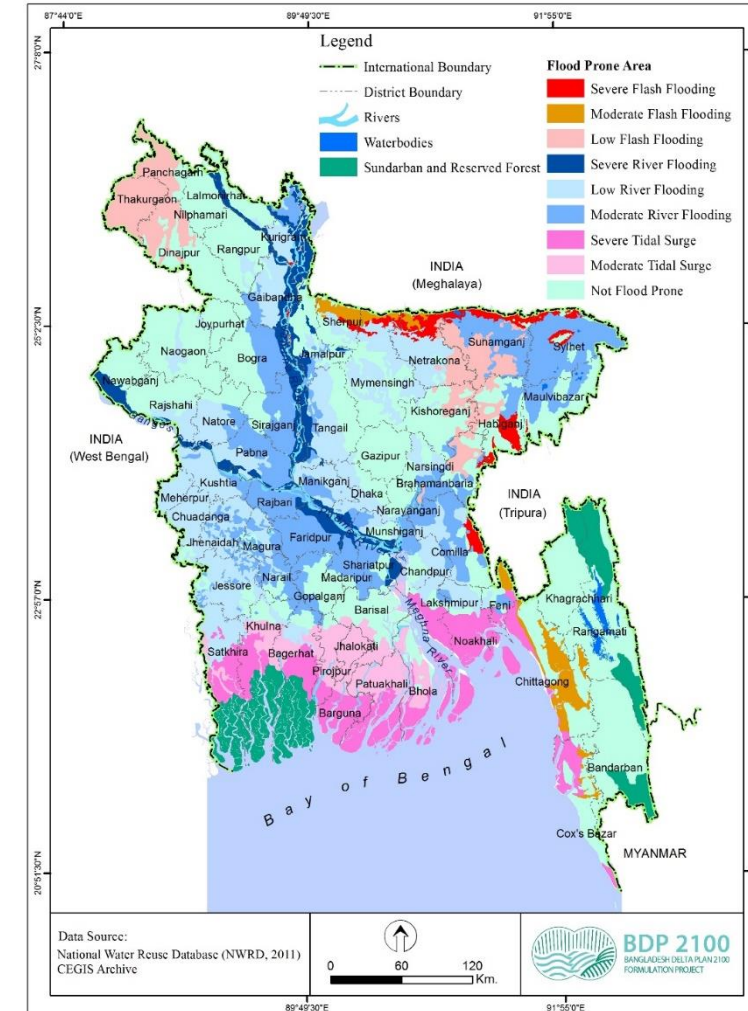 87°44'0"E
89°49'30"E
91°55'0"E
27°8'0"N
25°2'30"N
22°57'0"N
20°51'30"N
Legend
International Boundary
District Boundary
Rivers
Waterbodies
Sundarban and Reserved Forest
Flood Prone Area
Severe Flash Flooding
Moderate Flash Flooding
Low Flash Flooding
Severe River Flooding
Low River Flooding
Moderate River Flooding
Severe Tidal Surge
Moderate Tidal Surge
Not Flood Prone
Panchagarh
Thakurgaon
Lalmonirhat
Nilphamari
Dinajpur
Rangpur
Kurigram
INDIA
(Meghalaya)
Gaibandha
Sherpur
Joypurhat
Jamalpur
Sunamganj
Sylhet
Naogaon
Bogra
Netrakona
Mymensingh
Maulvibazar
Nawabganj
Rajshahi
Kishoreganj
Habiganj
Ganges
INDIA
(West Bengal)
Natore
Sirajganj
Tangail
Gazipur
Pabna
Narsingdi
Kushtia
Manikganj
Brahamanbaria
INDIA
(Tripura)
Meherpur
Rajbari
Dhaka
Narayanganj
Chuadanga
Faridpur
Munshiganj
Comilla
Jhenaidah
Magura
Shariatpur
Chandpur
Jessore
Narail
Madaripur
Gopalganj
Barisal
Lakshmipur
Feni
Khagrachhari
Rangamati
Khulna
Satkhira
Bagerhat
Jhalokati
Meghna River
Noakhali
Pirojpur
Patuakhali
Bhola
Chittagong
Barguna
Bandarban
Bay of Bengal
Cox's Bazar
MYANMAR
Data Source:
National Water Reuse Database (NWRD, 2011)
CEGIS Archive
0 60 120
Km.
BDP 2100
BANGLADESH DELTA PLAN 2100
FORMULATION PROJECT
89°49'30"E
91°55'0"E